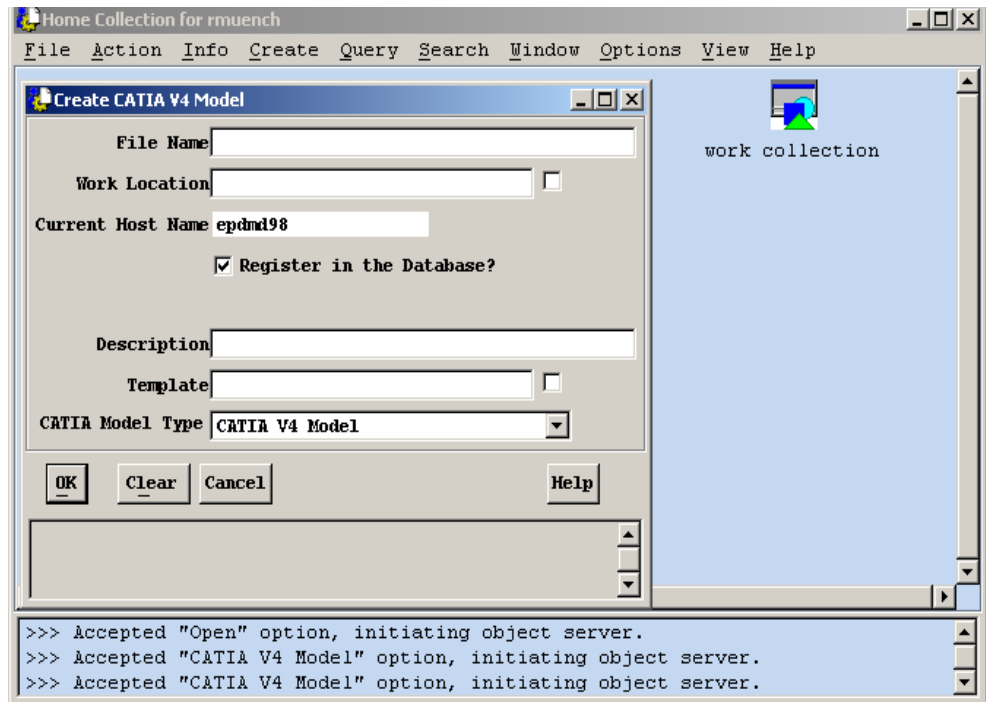 Home Collection for rmuench
File Action Info Create Query Search Window Options View Help
Create CATIA V4 Model
File Name
work collection
Work Location
Current Host Name epdmd98
Register in the Database?
Description
Template
CATIA Model Type CATIA V4 Model
OK Clear Cancel Help
>>> Accepted "Open" option, initiating object server.
>>> Accepted "CATIA V4 Model" option, initiating object server.
>>> Accepted "CATIA V4 Model" option, initiating object server.